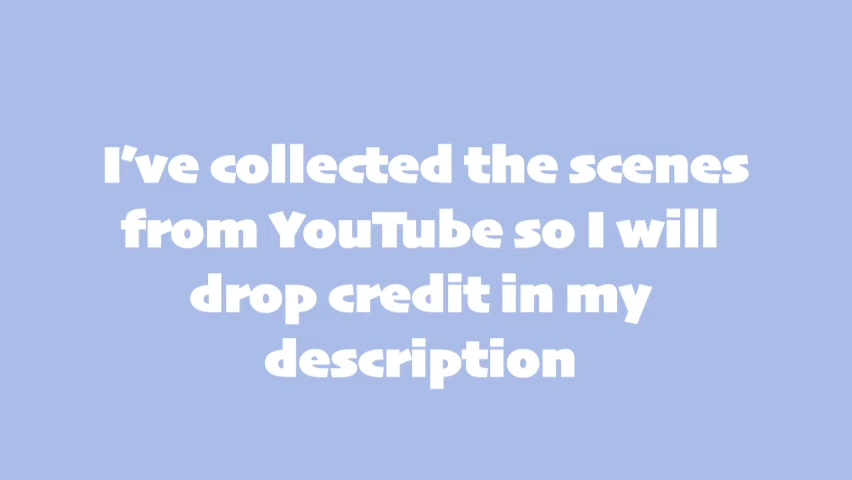 I've collected the scenes
from YouTube so I will
drop credit in my
description